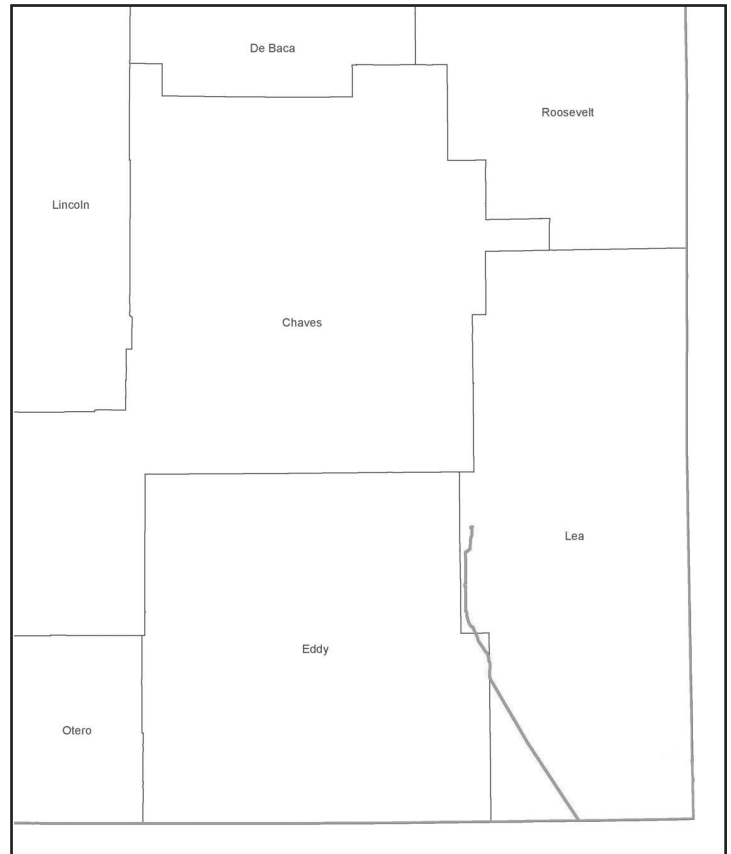 De Baca
Roosevelt
Lincoln
Chaves
Lea
Eddy
Otero